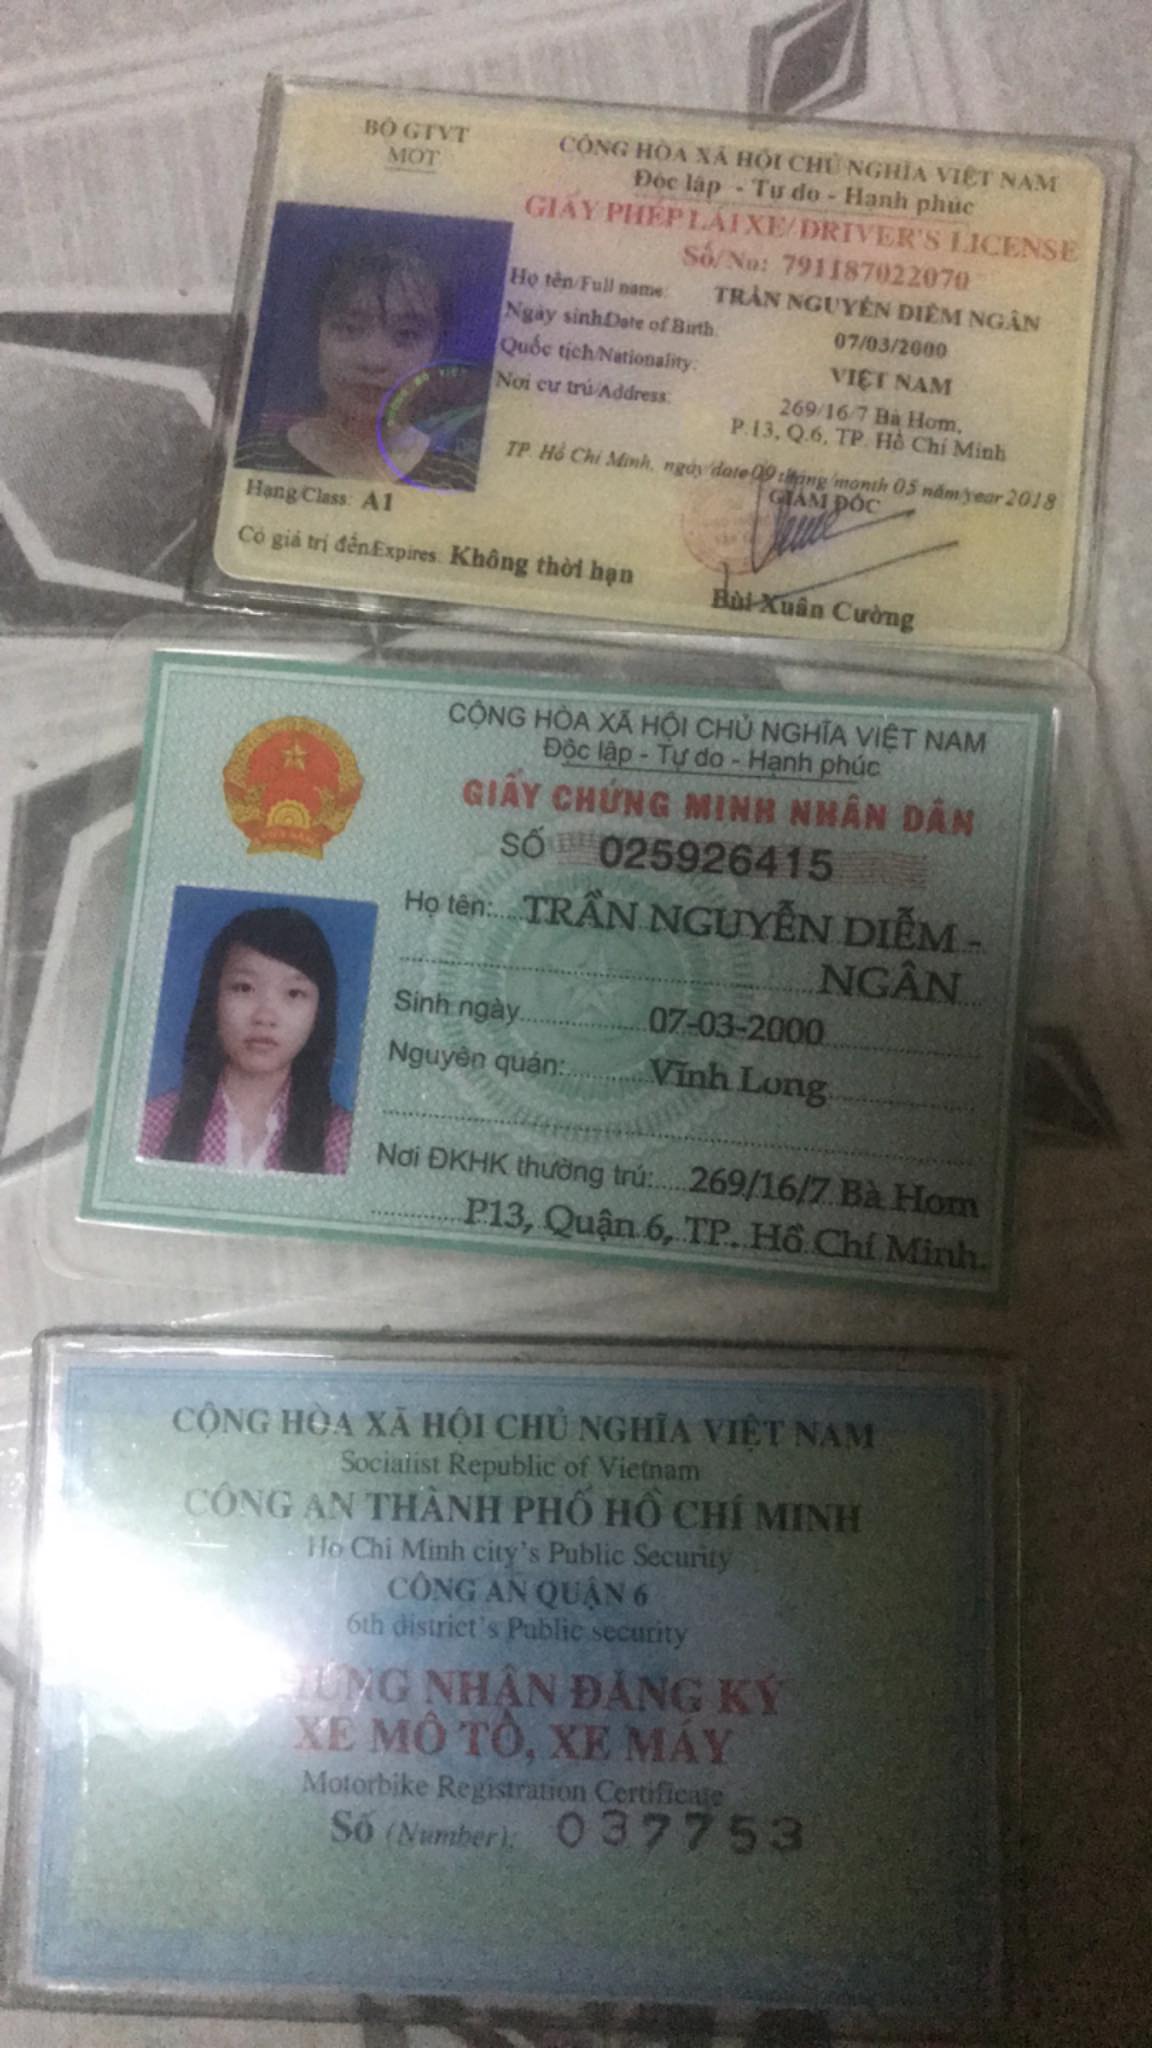 BỘ GTVT
MOT
CỘNG HÒA XÃ HỘI CHỦ NGHĨA VIỆT NAM
Độc lập - Tự do - Hạnh phúc
GIẤY PHÉP LÁI XE/DRIVER'S LICENSE
Số/No: 791187022070
Họ tên/Full name: TRẦN NGUYỄN DIỄM NGÂN
Ngày sinh/Date of Birth: 07/03/2000
Quốc tịch/Nationality: VIỆT NAM
Nơi cư trú/Address: 269/16/7 Bà Hom,
P.13, Q.6, TP. Hồ Chí Minh
TP. Hồ Chí Minh, ngày/date 09 tháng/month 05 năm/year 2018
GIÁM ĐỐC
Hạng/Class: A1
Có giá trị đến/Expires: Không thời hạn
Bùi Xuân Cường
CỘNG HÒA XÃ HỘI CHỦ NGHĨA VIỆT NAM
Độc lập - Tự do - Hạnh phúc
GIẤY CHỨNG MINH NHÂN DÂN
SỐ 025926415
Họ tên: TRẦN NGUYỄN DIỄM -
NGÂN
Sinh ngày 07-03-2000
Nguyên quán: Vĩnh Long
Nơi ĐKHK thường trú: 269/16/7 Bà Hom
P13, Quận 6, TP. Hồ Chí Minh.
CỘNG HÒA XÃ HỘI CHỦ NGHĨA VIỆT NAM
Socialist Republic of Vietnam
CÔNG AN THÀNH PHỐ HỒ CHÍ MINH
Ho Chi Minh city's Public Security
CÔNG AN QUẬN 6
6th district's Public security
NHẬN ĐĂNG KÝ
XE MÔ TÔ, XE MÁY
Motorbike Registration Certificate
Số (Number): 037753